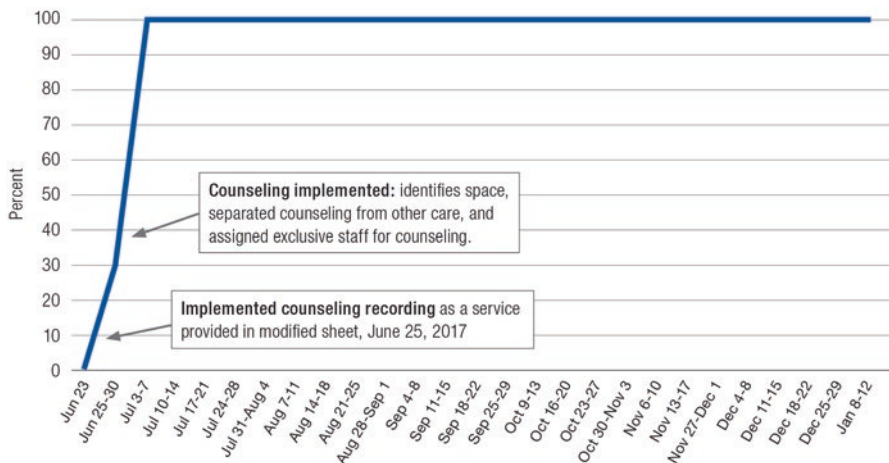 100
90
80
70
60
50
40
30
20
10
0
Percent
Counseling implemented: identifies space,
separated counseling from other care, and
assigned exclusive staff for counseling.
Implemented counseling recording as a service
provided in modified sheet, June 25, 2017
Jun 23
Jun 25-30
Jul 3-7
Jul 10-14
Jul 17-21
Jul 24-28
Jul 31-Aug 4
Aug 7-11
Aug 14-18
Aug 21-25
Aug 28-Sep 1
Sep 4-8
Sep 11-15
Sep 18-22
Sep 25-29
Oct 9-13
Oct 16-20
Oct 23-27
Oct 30-Nov 3
Nov 6-10
Nov 13-17
Nov 27-Dec 1
Dec 4-8
Dec 11-15
Dec 18-22
Dec 25-29
Jan 8-12